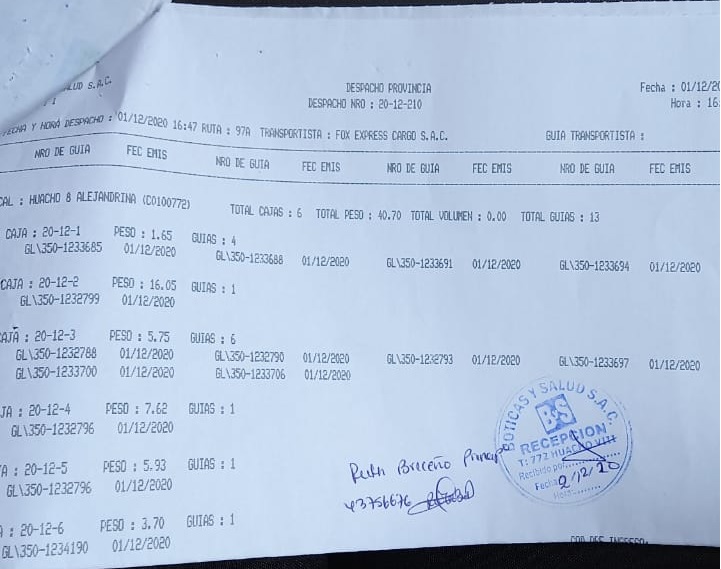 ALUD S.A.C.
DESPACHO PROVINCIA
Fecha : 01/12/20
DESPACHO NRO : 20-12-210
Hora : 16:
FECHA Y HORA DESPACHO : 01/12/2020 16:47 RUTA : 97A TRANSPORTISTA : FOX EXPRESS CARGO S.A.C. GUIA TRANSPORTISTA :
NRO DE GUIA FEC EMIS NRO DE GUIA FEC EMIS NRO DE GUIA FEC EMIS NRO DE GUIA FEC EMIS
CAL : HUACHO 8 ALEJANDRINA (C0100772) TOTAL CAJAS : 6 TOTAL PESO : 40.70 TOTAL VOLUMEN : 0.00 TOTAL GUIAS : 13
CAJA : 20-12-1 PESO : 1.65 GUIAS : 4
GL\350-1233685 01/12/2020 GL\350-1233688 01/12/2020 GL\350-1233691 01/12/2020 GL\350-1233694 01/12/2020
CAJA : 20-12-2 PESO : 16.05 GUIAS : 1
GL\350-1232799 01/12/2020
AJA : 20-12-3 PESO : 5.75 GUIAS : 6
GL\350-1232788 01/12/2020 GL\350-1232790 01/12/2020 GL\350-1232793 01/12/2020 GL\350-1233697 01/12/2020
GL\350-1233700 01/12/2020 GL\350-1233706 01/12/2020
JA : 20-12-4 PESO : 7.62 GUIAS : 1
GL\350-1232796 01/12/2020
A : 20-12-5 PESO : 5.93 GUIAS : 1
GL\350-1232796 01/12/2020
: 20-12-6 PESO : 3.70 GUIAS : 1
GL\350-1234190 01/12/2020
Ruth Briceño
43756676
BOTICAS Y SALUD S.A.C.
BS
RECEPCION
T: 772 HUACHO VIII
Recibido por:
Fecha: 2/12/20
Hora: